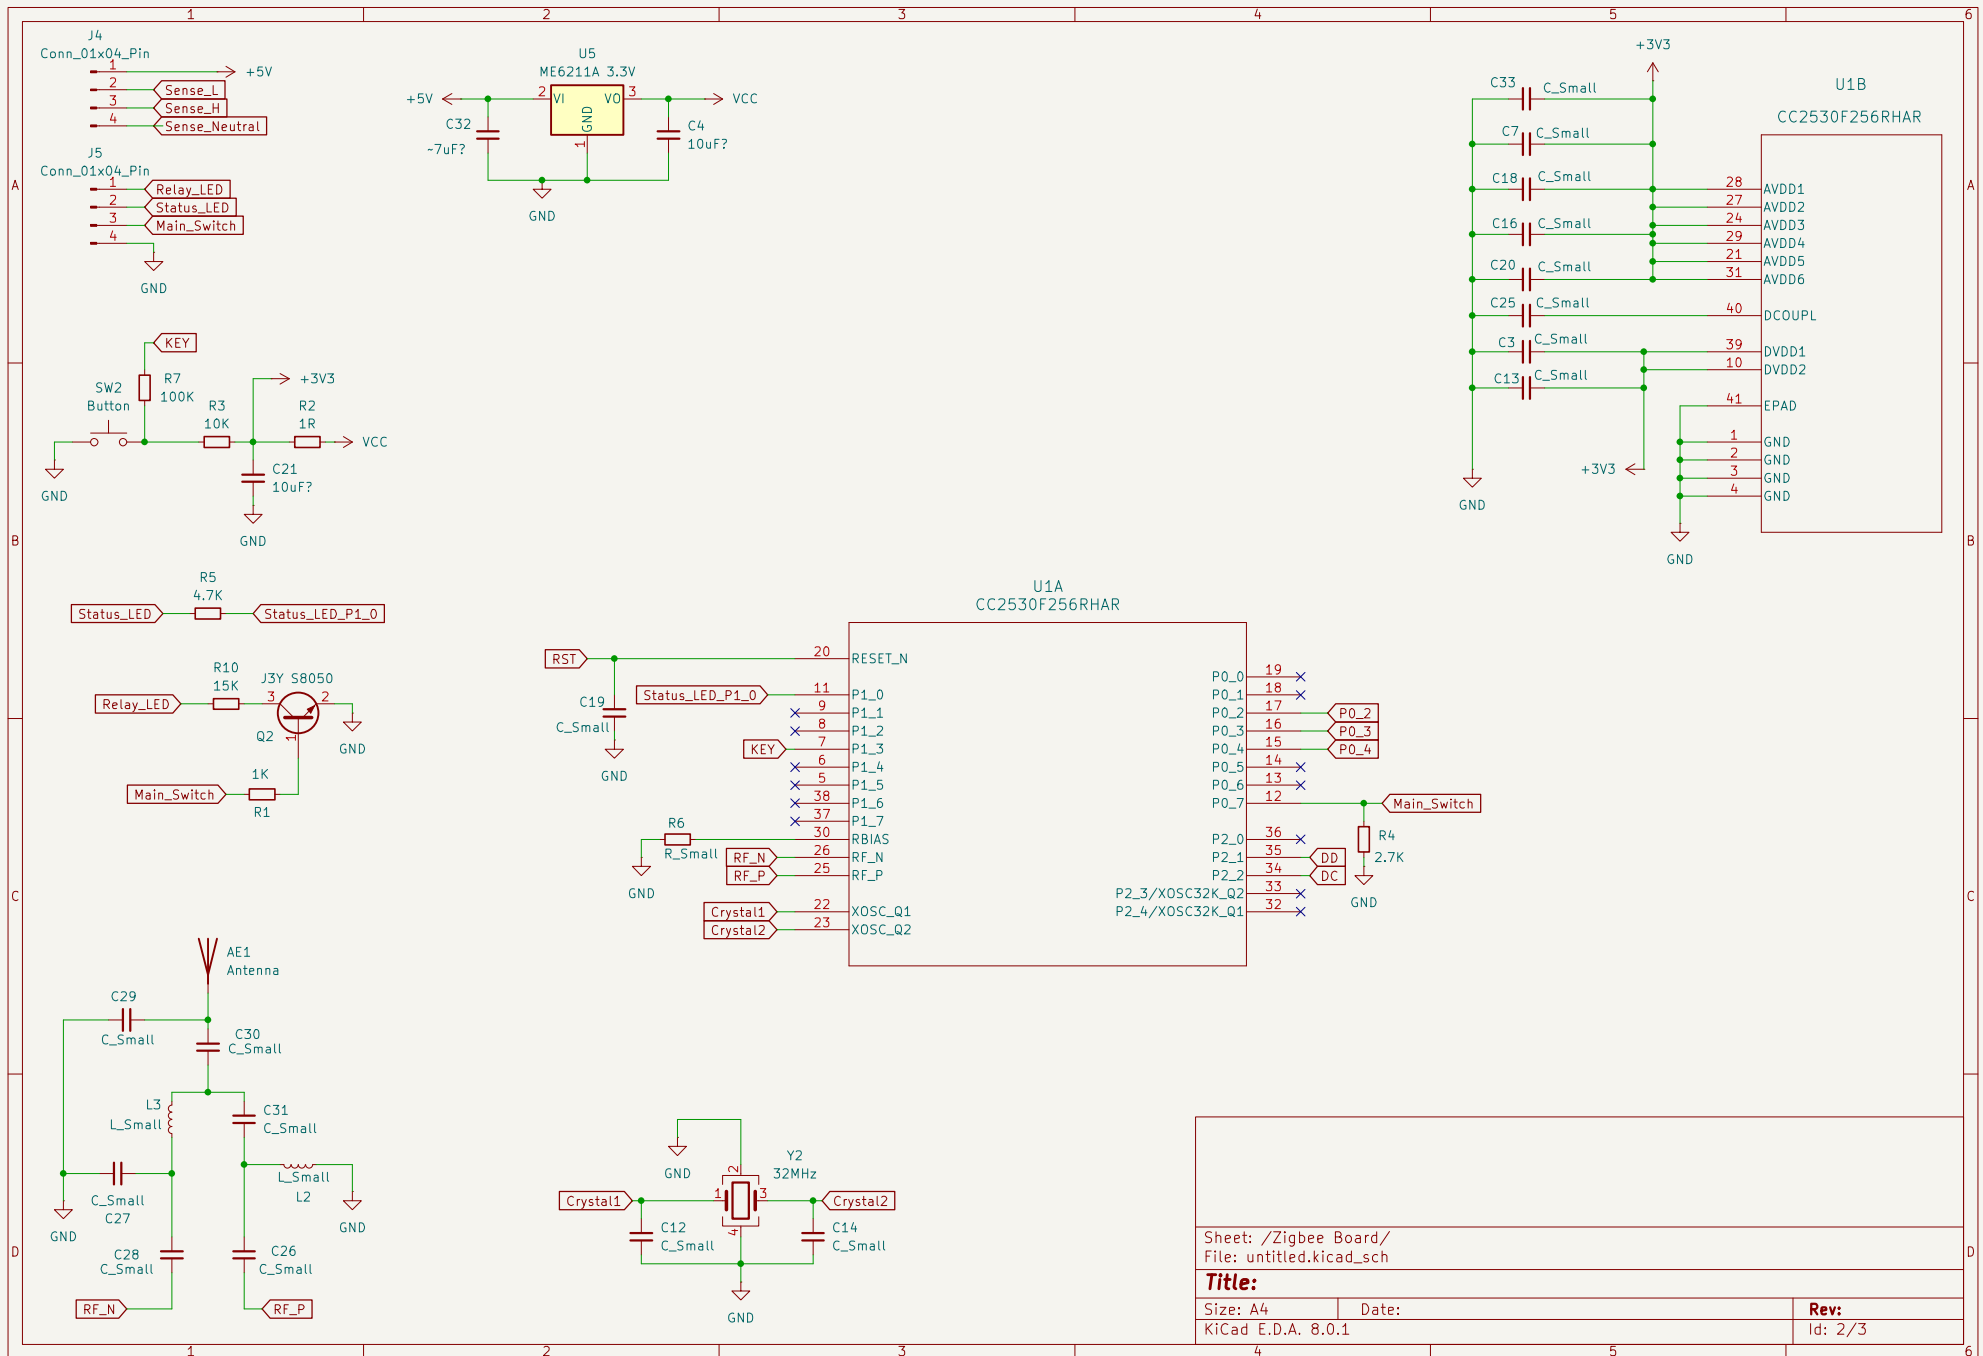 1 2 3 4 5 6
A
B
C
D
J4
Conn_01x04_Pin
1 +5V
2 Sense_L
3 Sense_H
4 Sense_Neutral
J5
Conn_01x04_Pin
1 Relay_LED
2 Status_LED
3 Main_Switch
4
GND
U5
ME6211A 3.3V
+5V 2 VI VO 3 VCC
GND
1
C32
~7uF?
C4
10uF?
GND
KEY
R7
100K
SW2
Button
R3
10K
+3V3
R2
1R
VCC
C21
10uF?
GND
GND
R5
4.7K
Status_LED Status_LED_P1_0
R10
15K
J3Y S8050
Relay_LED 3 2
Q2 1
GND
1K
Main_Switch
R1
AE1
Antenna
C29
C_Small
C30
C_Small
L3
L_Small
C31
C_Small
C_Small
C27
L_Small
L2
GND
GND
C28
C_Small
C26
C_Small
RF_N RF_P
+3V3
C33 C_Small
C7 C_Small
C18 C_Small
C16 C_Small
C20 C_Small
C25 C_Small
C3 C_Small
C13 C_Small
+3V3
GND
U1B
CC2530F256RHAR
28 AVDD1
27 AVDD2
24 AVDD3
29 AVDD4
21 AVDD5
31 AVDD6
40 DCOUPL
39 DVDD1
10 DVDD2
41 EPAD
1 GND
2 GND
3 GND
4 GND
GND
U1A
CC2530F256RHAR
RST 20 RESET_N
C19
C_Small
GND
Status_LED_P1_0 11 P1_0
9 P1_1
8 P1_2
KEY 7 P1_3
6 P1_4
5 P1_5
38 P1_6
37 P1_7
R6
R_Small
GND
30 RBIAS
RF_N 26 RF_N
RF_P 25 RF_P
Crystal1 22 XOSC_Q1
Crystal2 23 XOSC_Q2
P0_0 19
P0_1 18
P0_2 17 P0_2
P0_3 16 P0_3
P0_4 15 P0_4
P0_5 14
P0_6 13
P0_7 12 Main_Switch
R4
2.7K
GND
P2_0 36
P2_1 35 DD
P2_2 34 DC
P2_3/XOSC32K_Q2 33
P2_4/XOSC32K_Q1 32
GND
Y2
32MHz
2
Crystal1 1 3 Crystal2
4
C12
C_Small
C14
C_Small
GND
Sheet: /Zigbee Board/
File: untitled.kicad_sch
Title:
Size: A4 Date: Rev:
KiCad E.D.A. 8.0.1 Id: 2/3
A
B
C
D
1 2 3 4 5 6